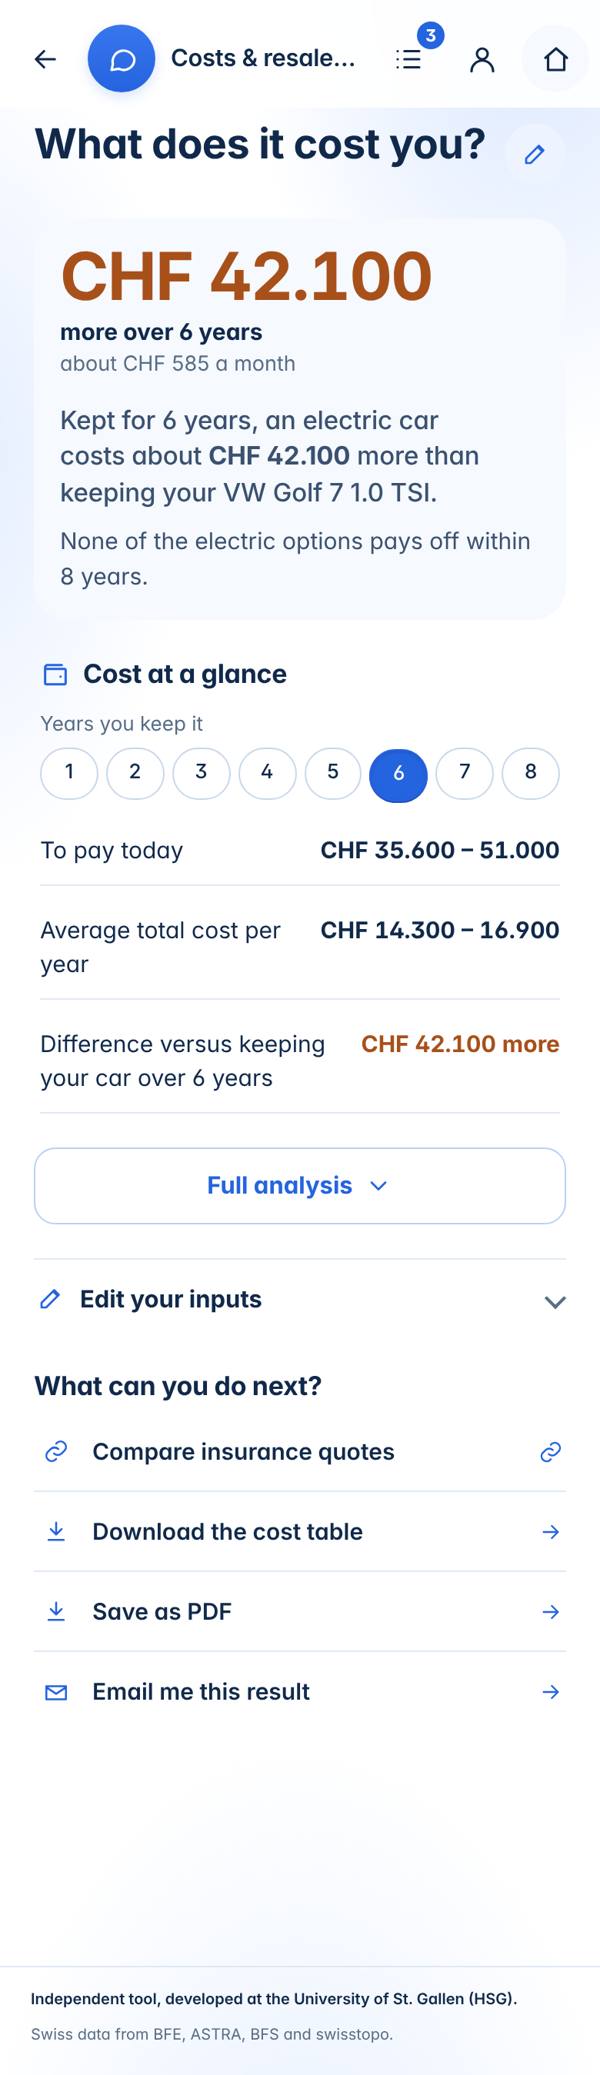 Costs & resale...
3
What does it cost you?
CHF 42.100
more over 6 years
about CHF 585 a month
Kept for 6 years, an electric car
costs about CHF 42.100 more than
keeping your VW Golf 7 1.0 TSI.
None of the electric options pays off within
8 years.
Cost at a glance
Years you keep it
1 2 3 4 5 6 7 8
To pay today CHF 35.600 – 51.000
Average total cost per CHF 14.300 – 16.900
year
Difference versus keeping CHF 42.100 more
your car over 6 years
Full analysis
Edit your inputs
What can you do next?
Compare insurance quotes
Download the cost table
Save as PDF
Email me this result
Independent tool, developed at the University of St. Gallen (HSG).
Swiss data from BFE, ASTRA, BFS and swisstopo.